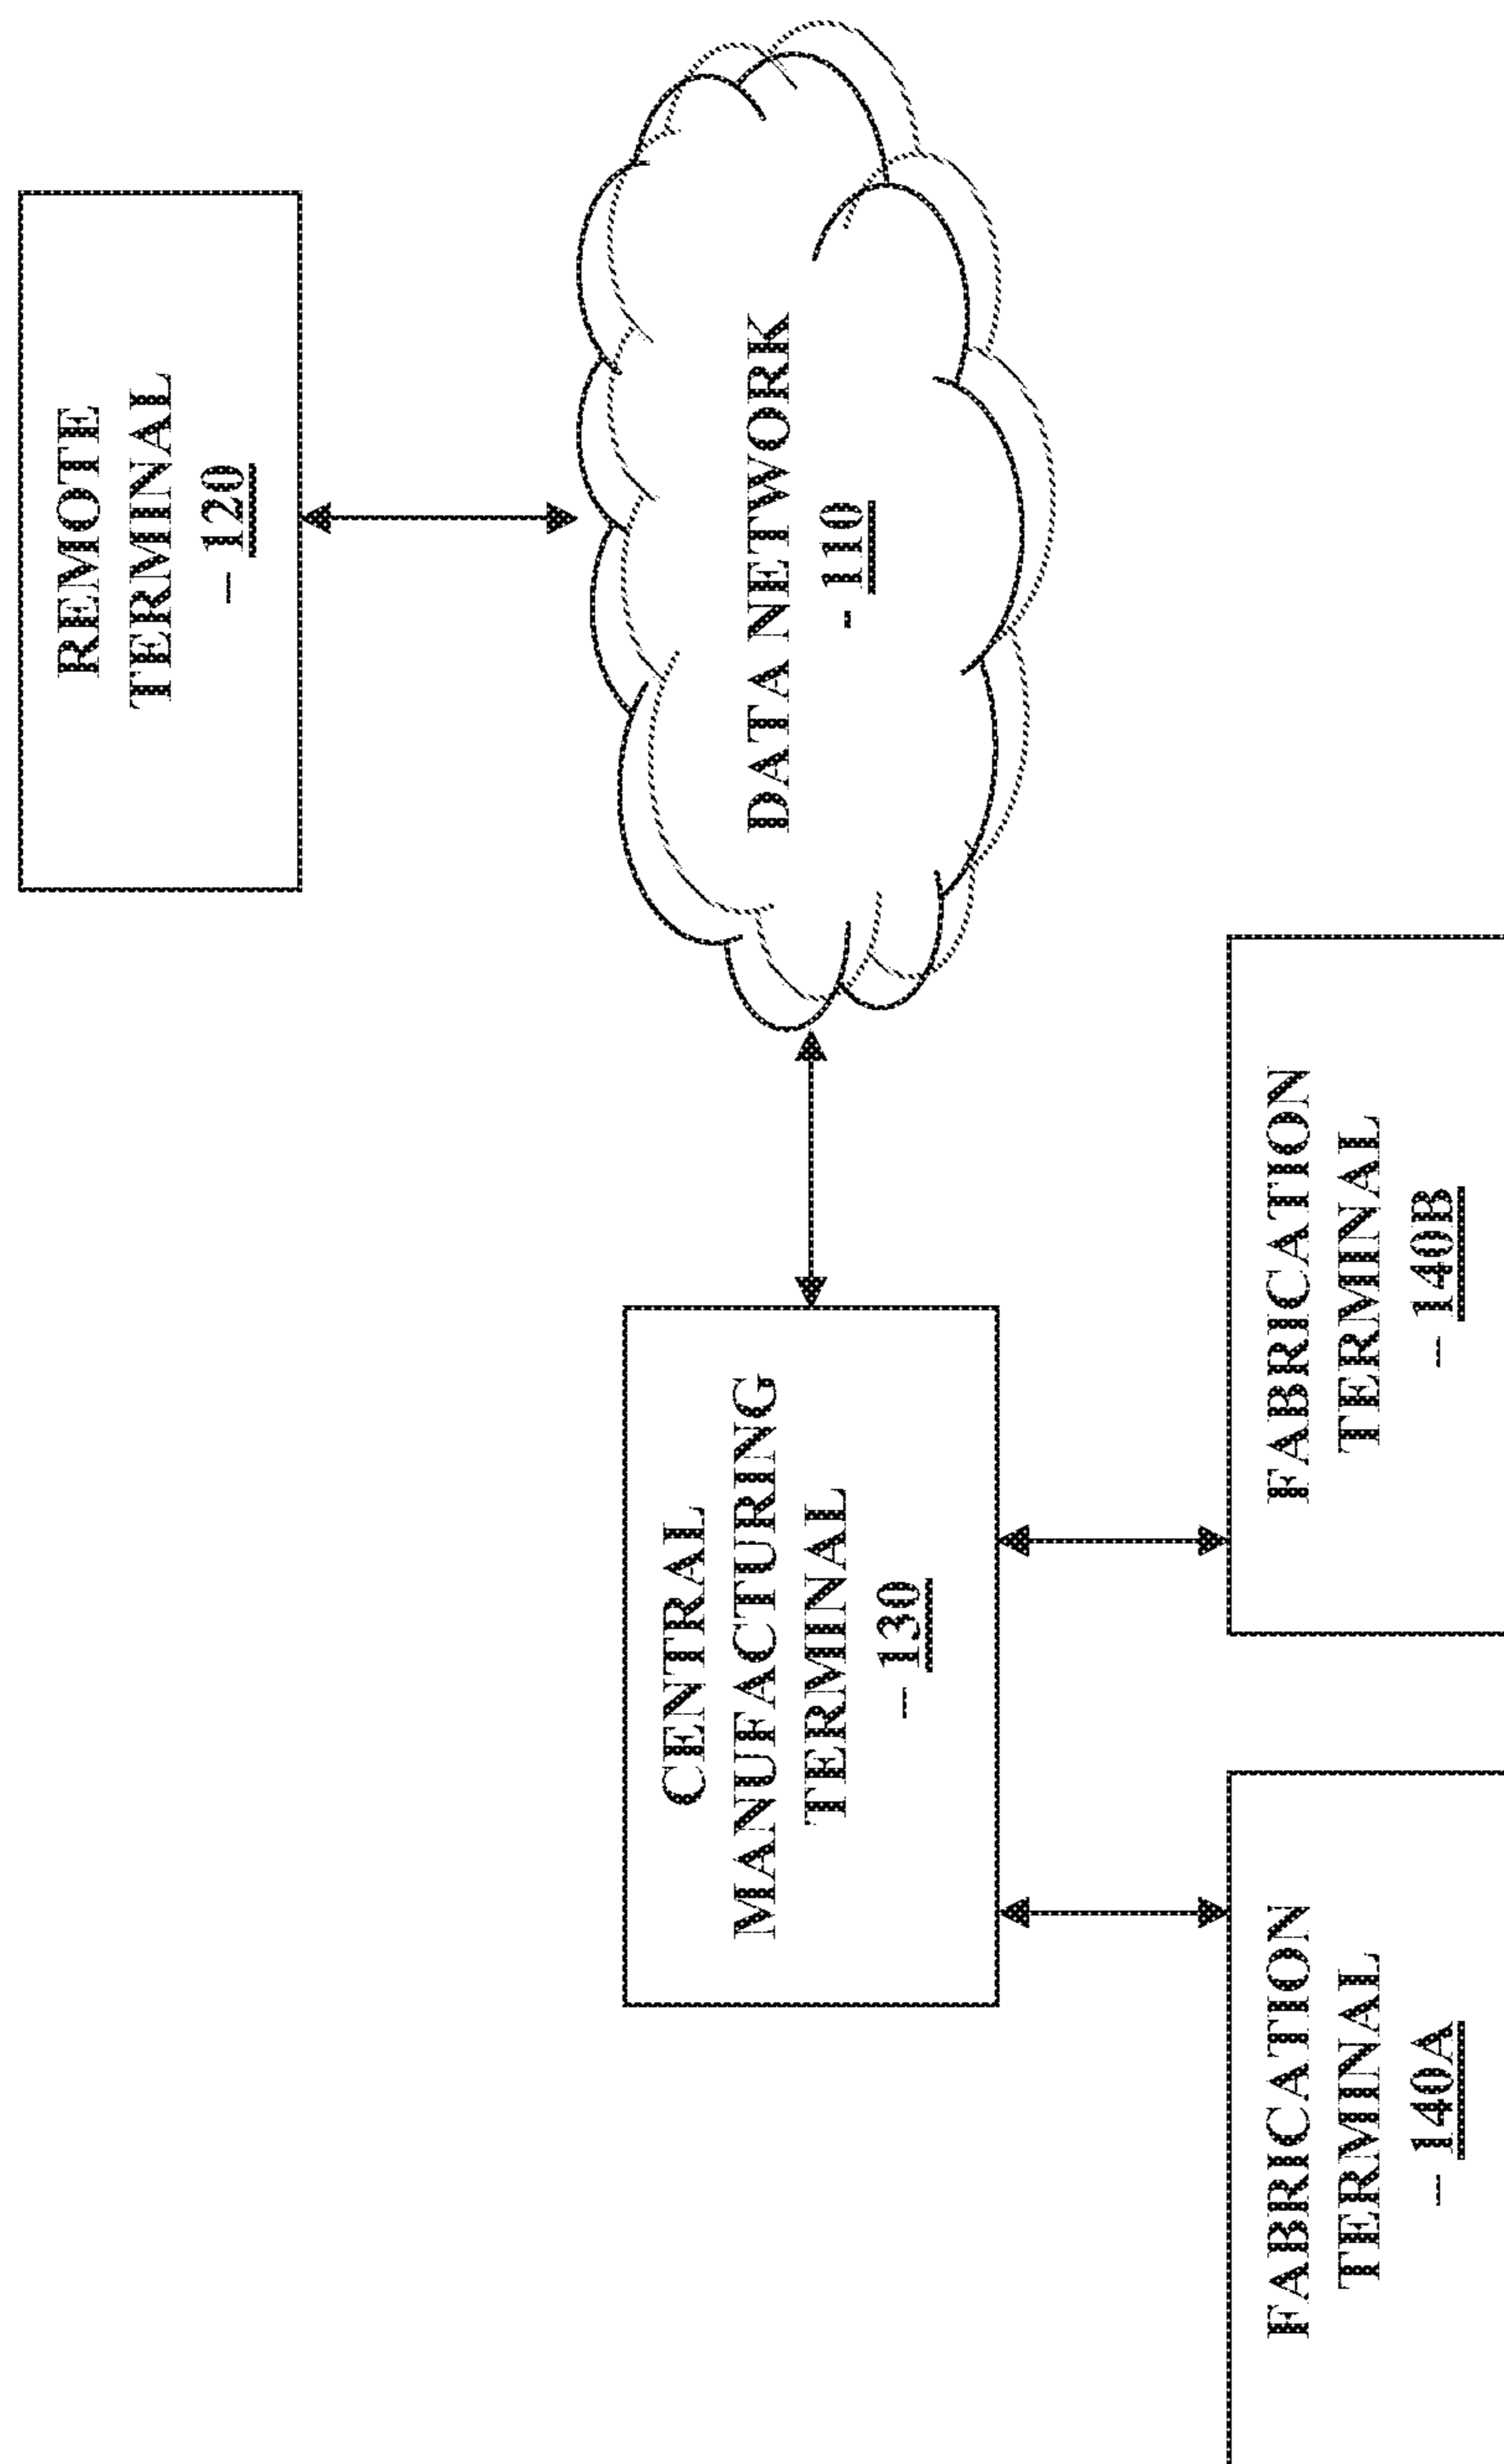 REMOTE
TERMINAL
– 120
DATA NETWORK
- 110
CENTRAL
MANUFACTURING
TERMINAL
– 130
FABRICATION
TERMINAL
– 140A
FABRICATION
TERMINAL
– 140B